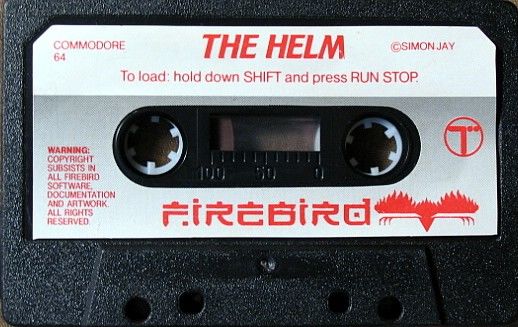 COMMODORE
64
THE HELM
©SIMON JAY
To load: hold down SHIFT and press RUN STOP.
WARNING:
COPYRIGHT
SUBSISTS IN
ALL FIREBIRD
SOFTWARE,
DOCUMENTATION
AND ARTWORK.
ALL RIGHTS
RESERVED.
100 50 0
FIREBIRD